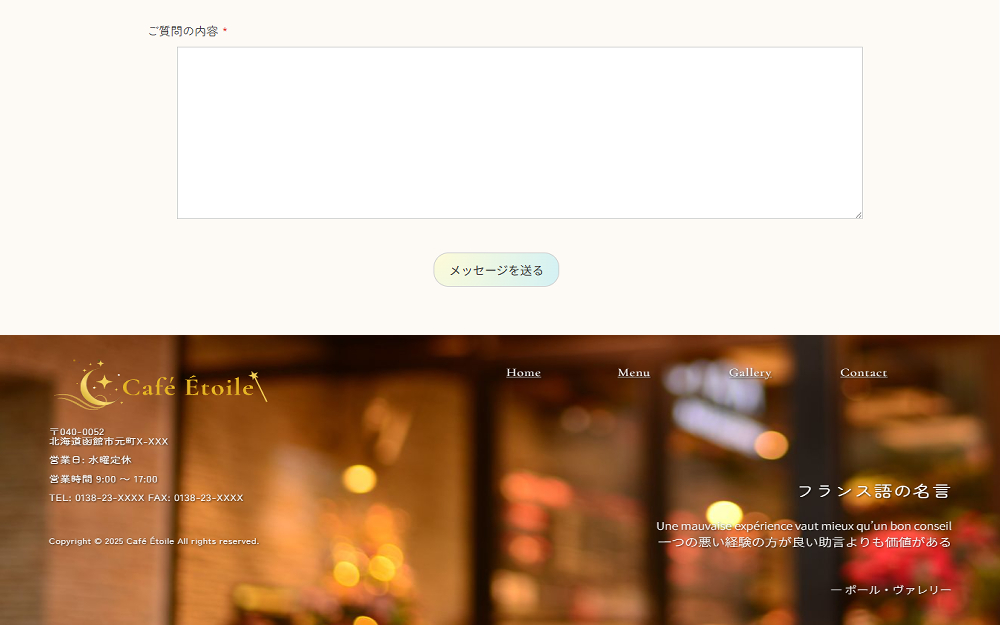 ご質問の内容 *
メッセージを送る
Café Étoile
Home Menu Gallery Contact
〒040-0052
北海道函館市元町X-XXX
営業日: 水曜定休
営業時間 9:00 ～ 17:00
TEL: 0138-23-XXXX FAX: 0138-23-XXXX
Copyright © 2025 Café Étoile All rights reserved.
フランス語の名言
Une mauvaise expérience vaut mieux qu'un bon conseil
一つの悪い経験の方が良い助言よりも価値がある
— ポール・ヴァレリー